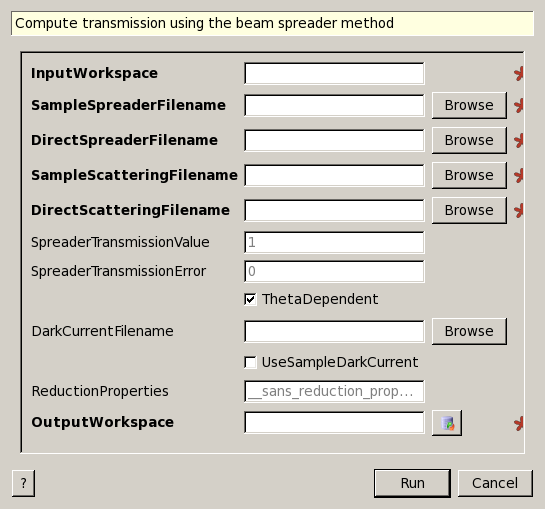 Compute transmission using the beam spreader method
InputWorkspace
SampleSpreaderFilename Browse
DirectSpreaderFilename Browse
SampleScatteringFilename Browse
DirectScatteringFilename Browse
SpreaderTransmissionValue 1
SpreaderTransmissionError 0
ThetaDependent
DarkCurrentFilename Browse
UseSampleDarkCurrent
ReductionProperties __sans_reduction_prop...
OutputWorkspace
? Run Cancel